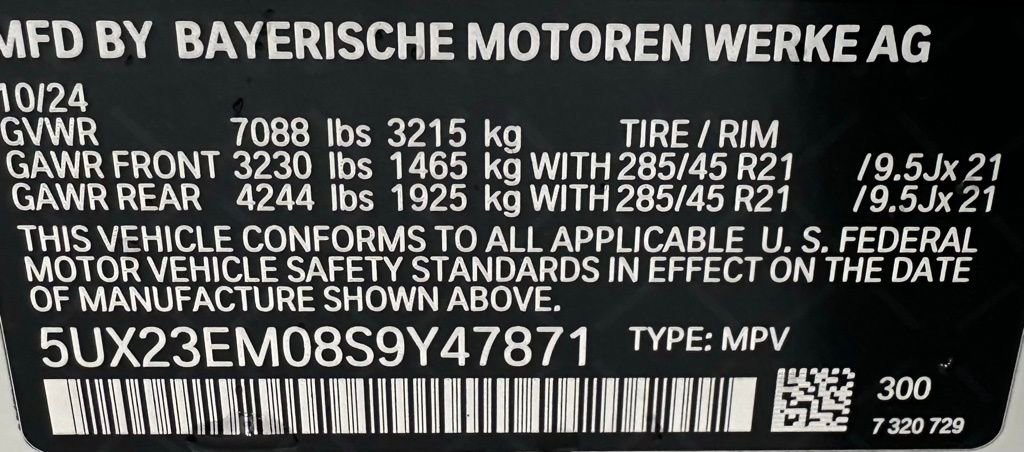 MFD BY BAYERISCHE MOTOREN WERKE AG
10/24
GVWR 7088 lbs 3215 kg TIRE / RIM
GAWR FRONT 3230 lbs 1465 kg WITH 285/45 R21 /9.5Jx 21
GAWR REAR 4244 lbs 1925 kg WITH 285/45 R21 /9.5Jx 21
THIS VEHICLE CONFORMS TO ALL APPLICABLE U. S. FEDERAL
MOTOR VEHICLE SAFETY STANDARDS IN EFFECT ON THE DATE
OF MANUFACTURE SHOWN ABOVE.
5UX23EM08S9Y47871 TYPE: MPV
300
7 320 729